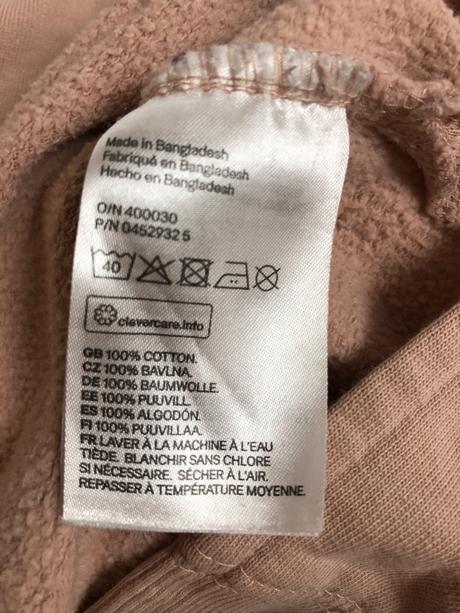 Made in Bangladesh
Fabriqué en Bangladesh
Hecho en Bangladesh
O/N 400030
P/N 04529325
40
clevercare.info
GB 100% COTTON.
CZ 100% BAVLNA.
DE 100% BAUMWOLLE.
EE 100% PUUVILL.
ES 100% ALGODÓN.
FI 100% PUUVILLAA.
FR LAVER À LA MACHINE À L'EAU
TIÈDE. BLANCHIR SANS CHLORE
SI NÉCESSAIRE. SÉCHER À L'AIR.
REPASSER À TEMPÉRATURE MOYENNE.